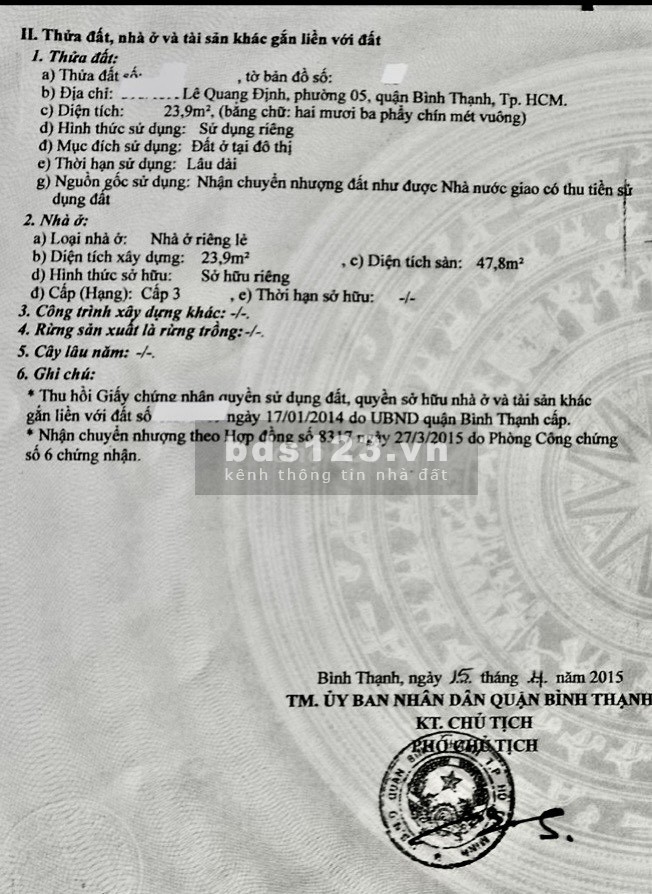 II. Thửa đất, nhà ở và tài sản khác gắn liền với đất
1. Thửa đất:
a) Thửa đất số: , tờ bản đồ số:
b) Địa chỉ: Lê Quang Định, phường 05, quận Bình Thạnh, Tp. HCM.
c) Diện tích: 23,9m², (bằng chữ: hai mươi ba phẩy chín mét vuông)
d) Hình thức sử dụng: Sử dụng riêng
đ) Mục đích sử dụng: Đất ở tại đô thị
e) Thời hạn sử dụng: Lâu dài
g) Nguồn gốc sử dụng: Nhận chuyển nhượng đất như được Nhà nước giao có thu tiền sử
dụng đất
2. Nhà ở:
a) Loại nhà ở: Nhà ở riêng lẻ
b) Diện tích xây dựng: 23,9m² , c) Diện tích sàn: 47,8m²
d) Hình thức sở hữu: Sở hữu riêng
đ) Cấp (Hạng): Cấp 3 , e) Thời hạn sở hữu: -/-
3. Công trình xây dựng khác: -/-.
4. Rừng sản xuất là rừng trồng:-/-.
5. Cây lâu năm: -/-.
6. Ghi chú:
* Thu hồi Giấy chứng nhận quyền sử dụng đất, quyền sở hữu nhà ở và tài sản khác
gắn liền với đất số ngày 17/01/2014 do UBND quận Bình Thạnh cấp.
* Nhận chuyển nhượng theo Hợp đồng số 8317 ngày 27/3/2015 do Phòng Công chứng
số 6 chứng nhận.
bds123.vn
kênh thông tin nhà đất
Bình Thạnh, ngày 15 tháng 4 năm 2015
TM. ỦY BAN NHÂN DÂN QUẬN BÌNH THẠNH
KT. CHỦ TỊCH
PHÓ CHỦ TỊCH